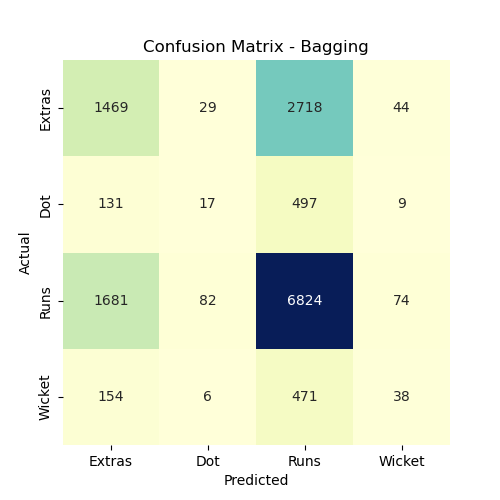 Confusion Matrix - Bagging
Actual
Extras 1469 29 2718 44
Dot 131 17 497 9
Runs 1681 82 6824 74
Wicket 154 6 471 38
Extras Dot Runs Wicket
Predicted